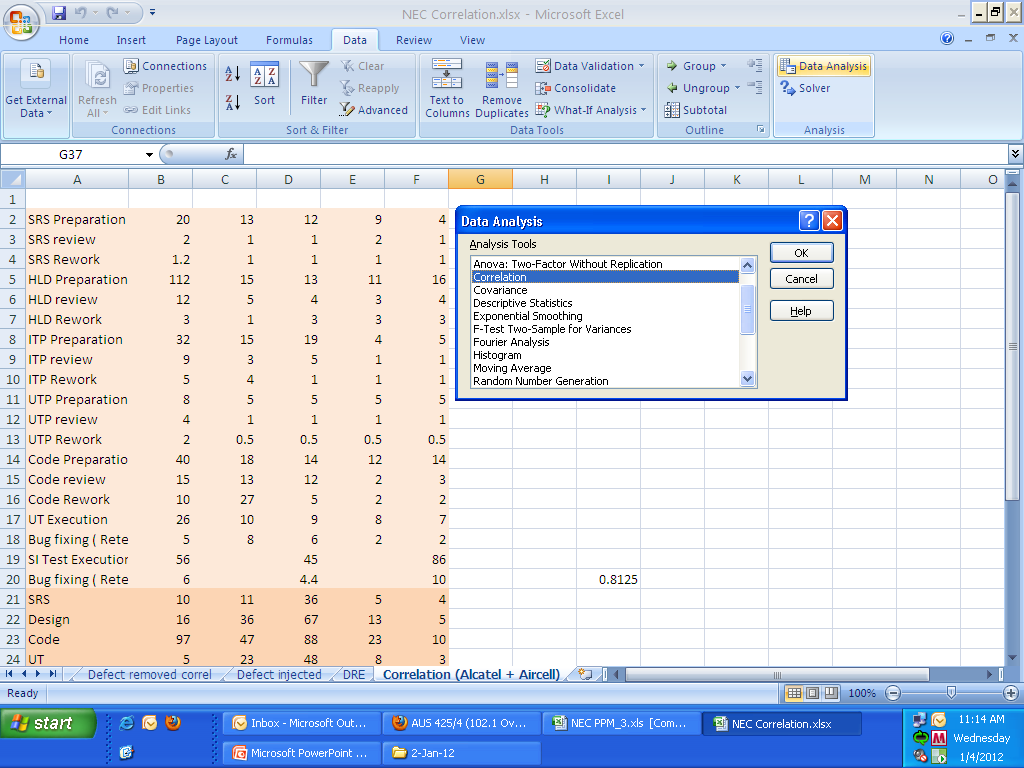 NEC Correlation.xlsx - Microsoft Excel
Home Insert Page Layout Formulas Data Review View
Get External Data
Refresh All
Connections
Properties
Edit Links
Connections
Sort
Filter
Clear
Reapply
Advanced
Sort & Filter
Text to Columns
Remove Duplicates
Data Validation
Consolidate
What-If Analysis
Data Tools
Group
Ungroup
Subtotal
Outline
Data Analysis
Solver
Analysis
G37 fx
A B C D E F G H I J K L M N O
1
2 SRS Preparation 20 13 12 9 4
3 SRS review 2 1 1 2 1
4 SRS Rework 1.2 1 1 1 1
5 HLD Preparation 112 15 13 11 16
6 HLD review 12 5 4 3 4
7 HLD Rework 3 1 3 3 3
8 ITP Preparation 32 15 19 4 5
9 ITP review 9 3 5 1 1
10 ITP Rework 5 4 1 1 1
11 UTP Preparation 8 5 5 5 5
12 UTP review 4 1 1 1 1
13 UTP Rework 2 0.5 0.5 0.5 0.5
14 Code Preparatio 40 18 14 12 14
15 Code review 15 13 12 2 3
16 Code Rework 10 27 5 2 2
17 UT Execution 26 10 9 8 7
18 Bug fixing ( Rete 5 8 6 2 2
19 SI Test Execution 56 45 86
20 Bug fixing ( Rete 6 4.4 10 0.8125
21 SRS 10 11 36 5 4
22 Design 16 36 67 13 5
23 Code 97 47 88 23 10
24 UT 5 23 48 8 3
Data Analysis
Analysis Tools
Anova: Two-Factor Without Replication
Correlation
Covariance
Descriptive Statistics
Exponential Smoothing
F-Test Two-Sample for Variances
Fourier Analysis
Histogram
Moving Average
Random Number Generation
OK
Cancel
Help
Defect removed correl Defect injected DRE Correlation (Alcatel + Aircell)
Ready 100%
start
Inbox - Microsoft Out...
AUS 425/4 (102.1 Ov...
NEC PPM_3.xls [Com...
NEC Correlation.xlsx
Microsoft PowerPoint ...
2-Jan-12
11:14 AM
Wednesday
1/4/2012